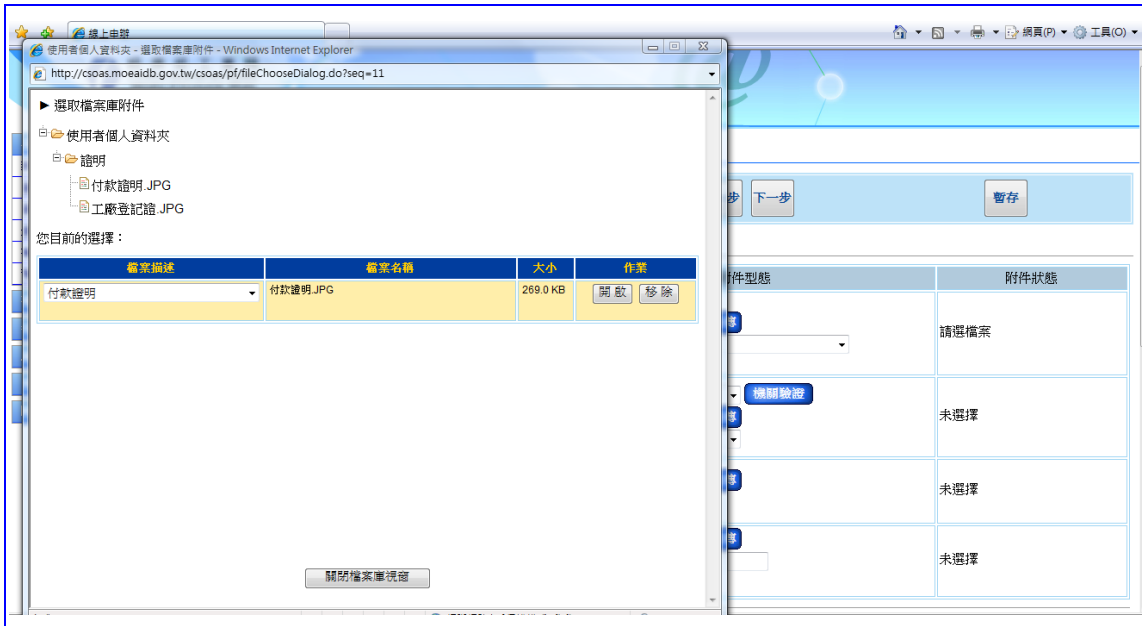 線上申辦
網頁(P)
工具(O)
使用者個人資料夾 - 選取檔案庫附件 - Windows Internet Explorer
http://csoas.moeaidb.gov.tw/csoas/pf/fileChooseDialog.do?seq=11
► 選取檔案庫附件
使用者個人資料夾
證明
付款證明.JPG
工廠登記證.JPG
您目前的選擇：
檔案描述 檔案名稱 大小 作業
付款證明 付款證明.JPG 269.0 KB 開啟 移除
關閉檔案庫視窗
步 下一步 暫存
件型態 附件狀態
請選檔案
機關驗證
未選擇
未選擇
未選擇